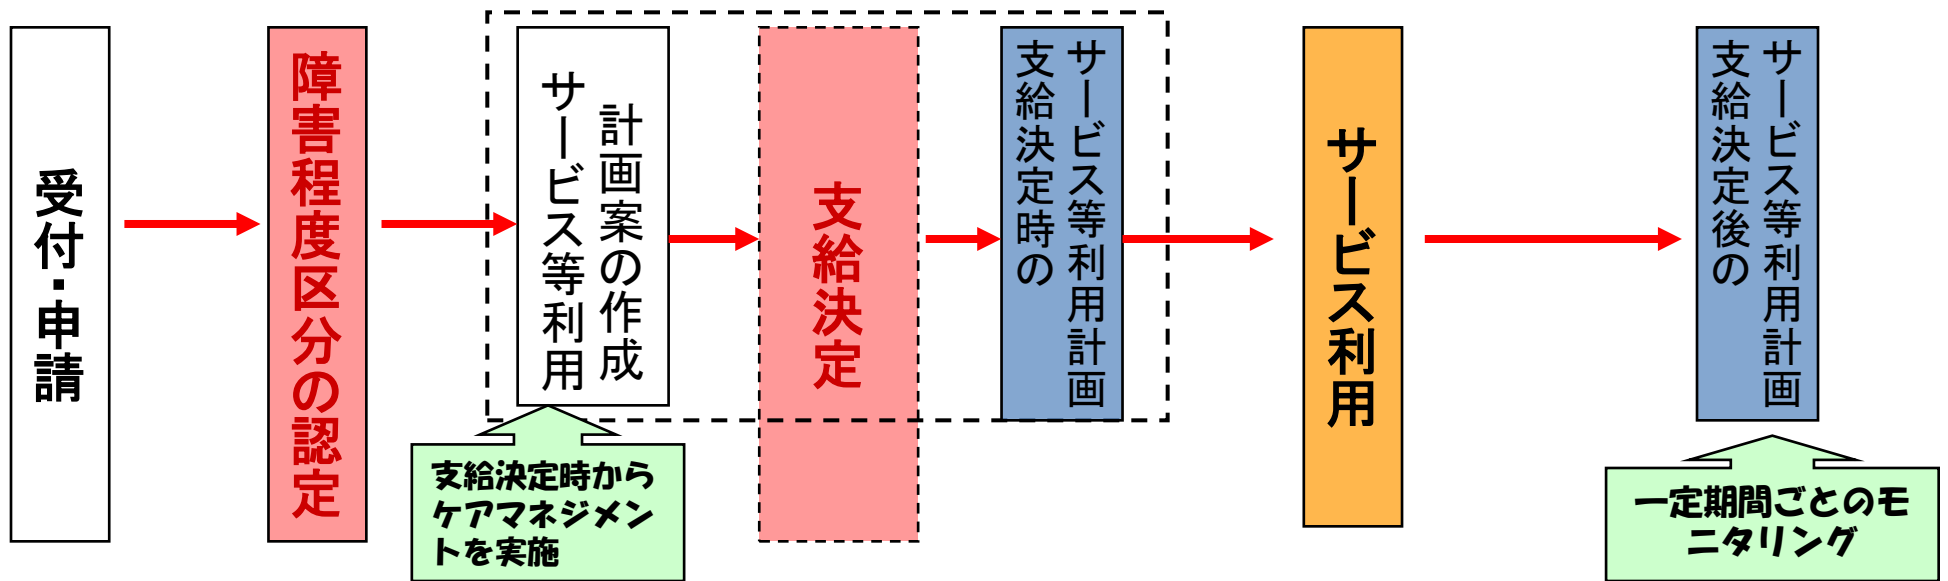 受付・申請
障害程度区分の認定
サービス等利用
計画案の作成
支給決定
支給決定時の
サービス等利用計画
サービス利用
支給決定後の
サービス等利用計画
支給決定時から
ケアマネジメン
トを実施
一定期間ごとのモ
ニタリング